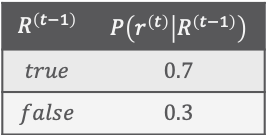 R^(t−1) P(r^(t)|R^(t−1))
true 0.7
false 0.3